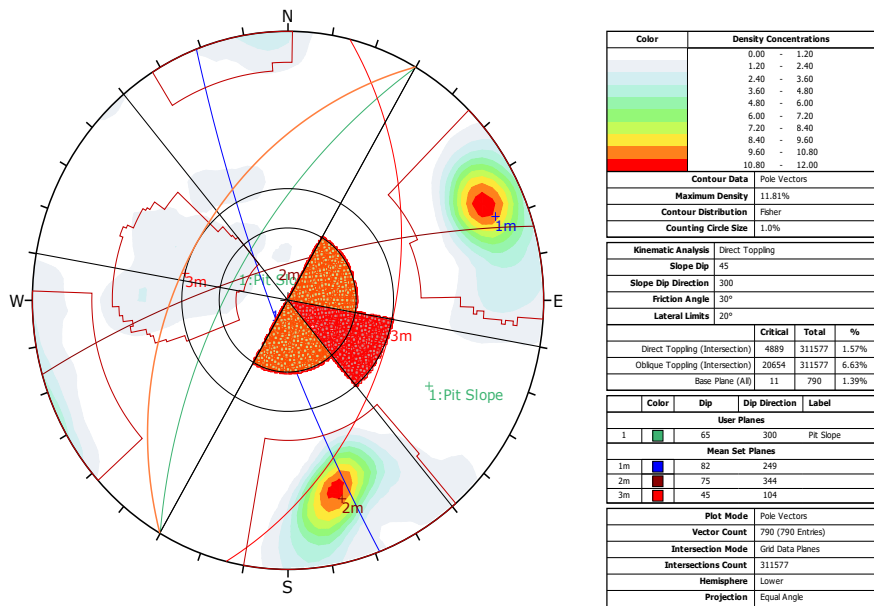 N
W
E
S
1m
2m
3m
1:Pit Slo
3m
1:Pit Slope
2m
Color Density Concentrations
0.00 - 1.20
1.20 - 2.40
2.40 - 3.60
3.60 - 4.80
4.80 - 6.00
6.00 - 7.20
7.20 - 8.40
8.40 - 9.60
9.60 - 10.80
10.80 - 12.00
Contour Data Pole Vectors
Maximum Density 11.81%
Contour Distribution Fisher
Counting Circle Size 1.0%
Kinematic Analysis Direct Toppling
Slope Dip 45
Slope Dip Direction 300
Friction Angle 30°
Lateral Limits 20°
Critical Total %
Direct Toppling (Intersection) 4889 311577 1.57%
Oblique Toppling (Intersection) 20654 311577 6.63%
Base Plane (All) 11 790 1.39%
Color Dip Dip Direction Label
User Planes
1 65 300 Pit Slope
Mean Set Planes
1m 82 249
2m 75 344
3m 45 104
Plot Mode Pole Vectors
Vector Count 790 (790 Entries)
Intersection Mode Grid Data Planes
Intersections Count 311577
Hemisphere Lower
Projection Equal Angle